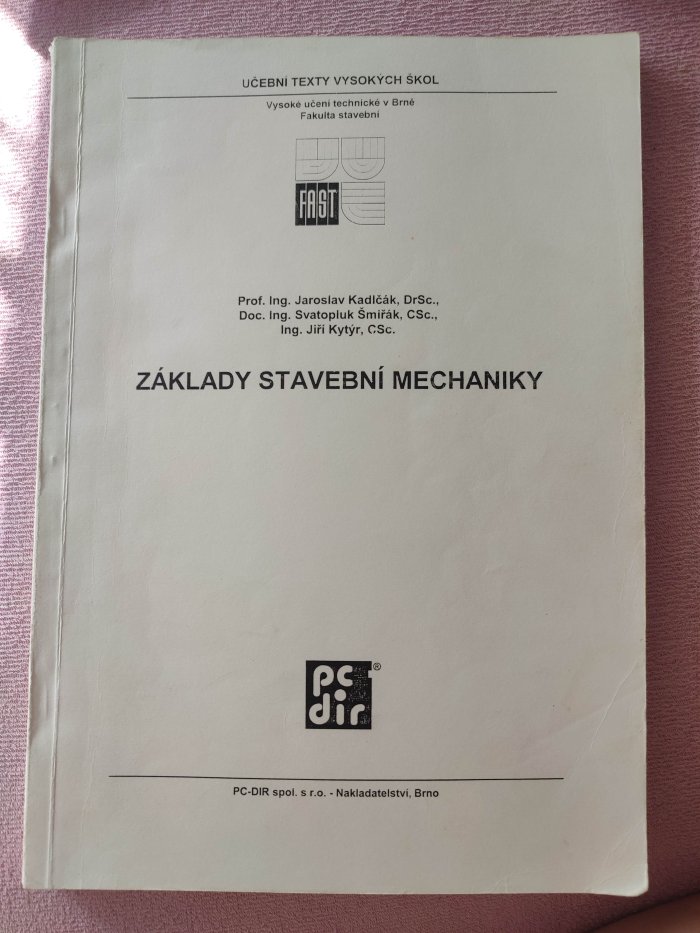 UČEBNÍ TEXTY VYSOKÝCH ŠKOL
Vysoké učení technické v Brně
Fakulta stavební
FAST
Prof. Ing. Jaroslav Kadlčák, DrSc.,
Doc. Ing. Svatopluk Šmiřák, CSc.,
Ing. Jiří Kytýr, CSc.
ZÁKLADY STAVEBNÍ MECHANIKY
pc ®
dir
PC-DIR spol. s r.o. - Nakladatelství, Brno